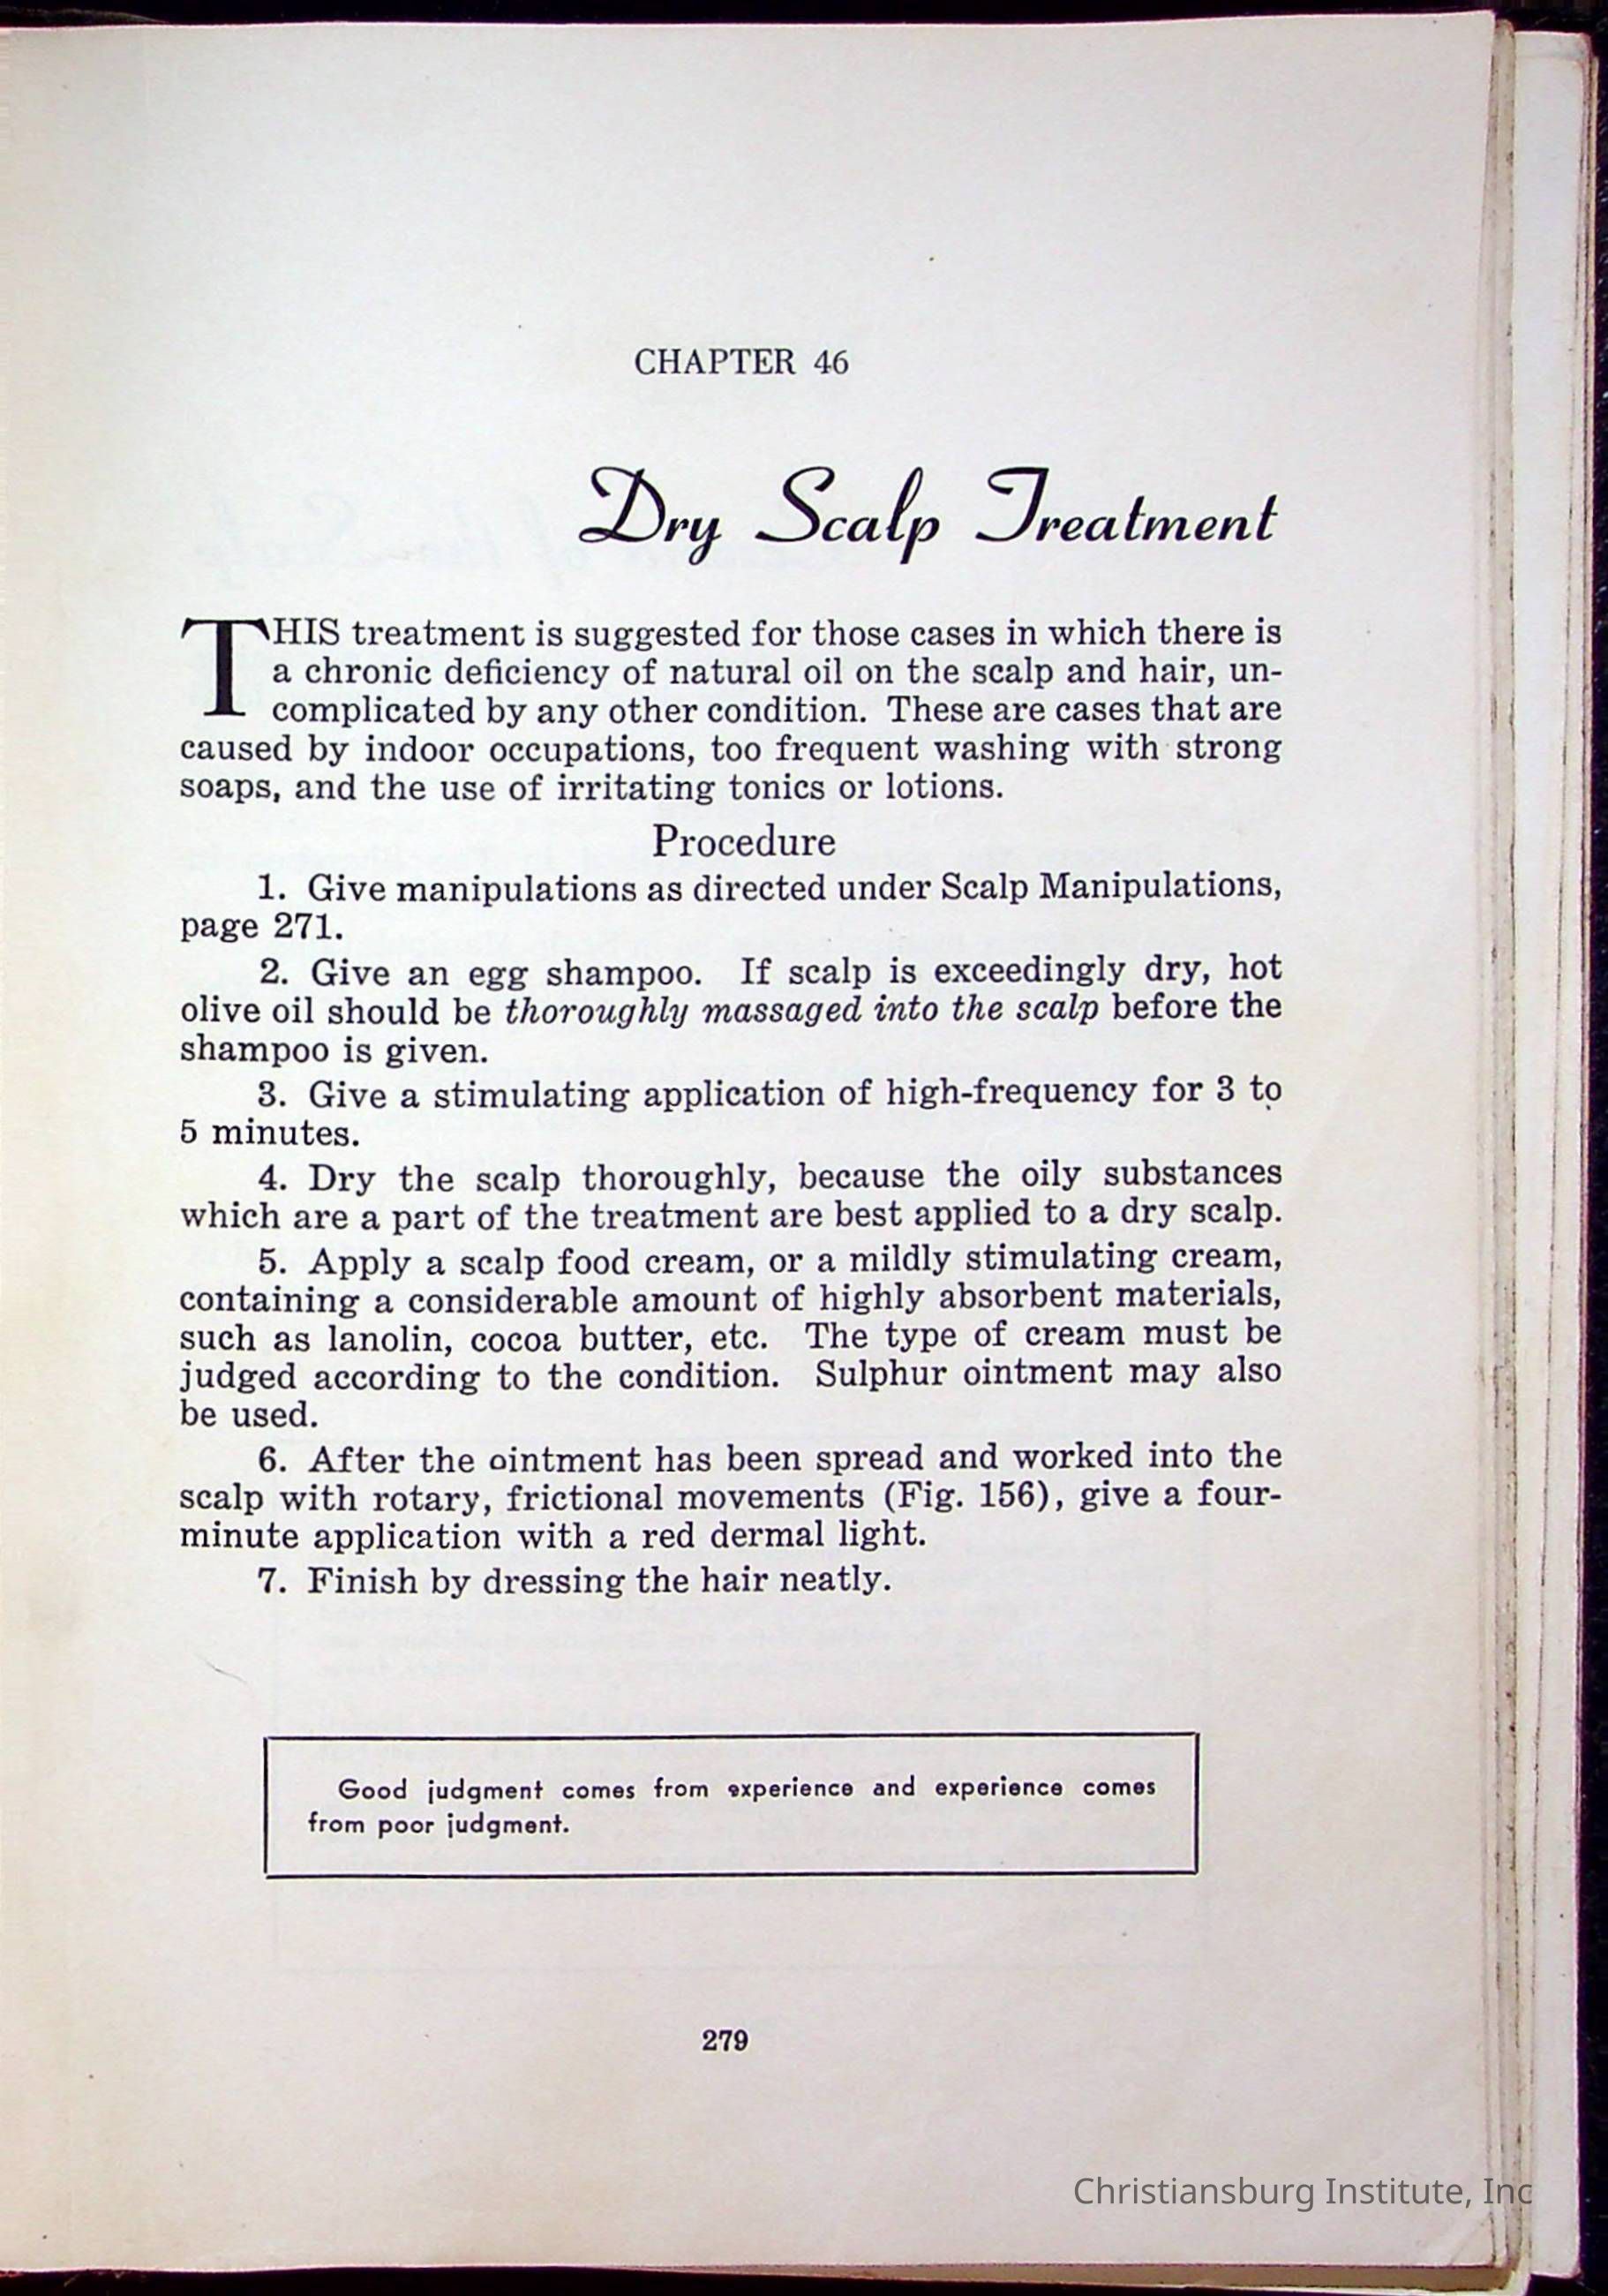 CHAPTER 46
Dry Scalp Treatment
THIS treatment is suggested for those cases in which there is
a chronic deficiency of natural oil on the scalp and hair, un-
complicated by any other condition. These are cases that are
caused by indoor occupations, too frequent washing with strong
soaps, and the use of irritating tonics or lotions.
Procedure
1. Give manipulations as directed under Scalp Manipulations,
page 271.
2. Give an egg shampoo. If scalp is exceedingly dry, hot
olive oil should be thoroughly massaged into the scalp before the
shampoo is given.
3. Give a stimulating application of high-frequency for 3 to
5 minutes.
4. Dry the scalp thoroughly, because the oily substances
which are a part of the treatment are best applied to a dry scalp.
5. Apply a scalp food cream, or a mildly stimulating cream,
containing a considerable amount of highly absorbent materials,
such as lanolin, cocoa butter, etc. The type of cream must be
judged according to the condition. Sulphur ointment may also
be used.
6. After the ointment has been spread and worked into the
scalp with rotary, frictional movements (Fig. 156), give a four-
minute application with a red dermal light.
7. Finish by dressing the hair neatly.
Good judgment comes from experience and experience comes
from poor judgment.
279
Christiansburg Institute, Inc